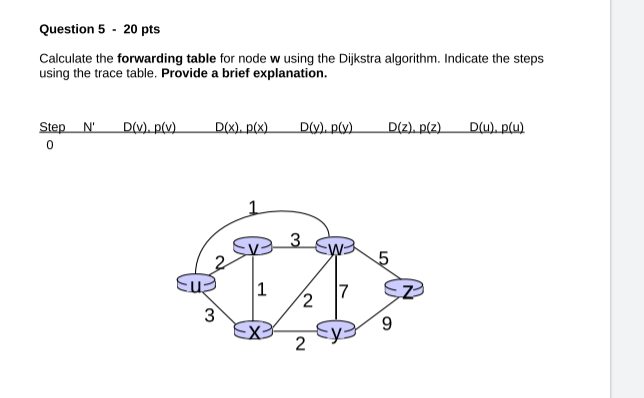 Question 5 - 20 pts
Calculate the forwarding table for node w using the Dijkstra algorithm. Indicate the steps
using the trace table. Provide a brief explanation.
Step N' D(v), p(v) D(x), p(x) D(y), p(y) D(z), p(z) D(u), p(u)
0
1
v 3 w
2 5
u 1 2 7 z
3 9
x y
2